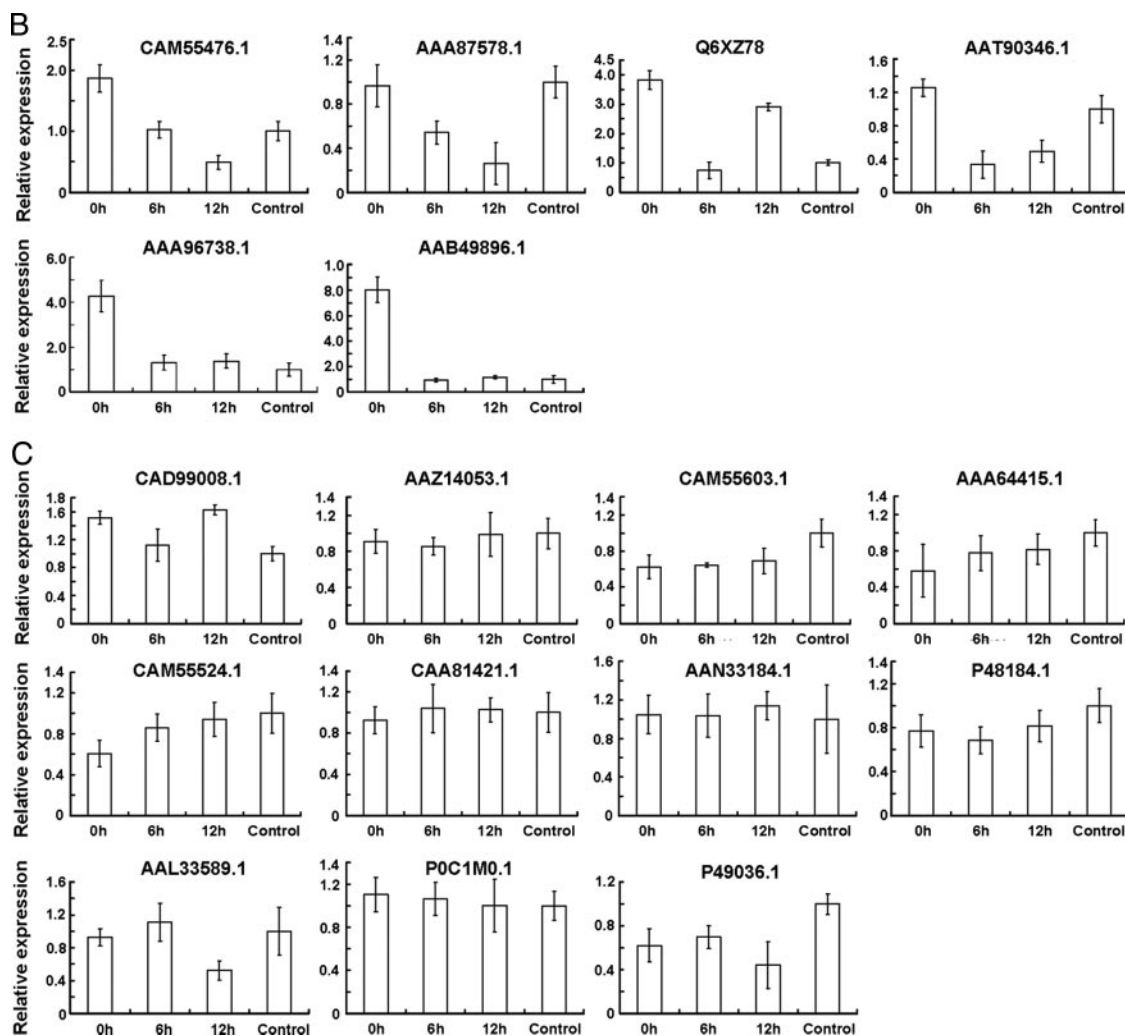 B
CAM55476.1 AAA87578.1 Q6XZ78 AAT90346.1
Relative expression
2.5 2.0 1.0 0
1.4 1.2 0.8 0.4 0
4.5 4.0 3.0 2.0 1.0 0
1.6 1.2 0.8 0.4 0
0h 6h 12h Control 0h 6h 12h Control 0h 6h 12h Control 0h 6h 12h Control
AAA96738.1 AAB49896.1
Relative expression
6.0 4.0 2.0 0
1.0 8.0 6.0 4.0 2.0 0
0h 6h 12h Control 0h 6h 12h Control
C
CAD99008.1 AAZ14053.1 CAM55603.1 AAA64415.1
Relative expression
1.8 1.6 1.2 0.8 0.4 0
1.4 1.2 0.8 0.4 0
1.4 1.2 1.0 0.8 0.6 0.4 0
1.4 1.2 0.8 0.4 0
0h 6h 12h Control 0h 6h 12h Control 0h 6h 12h Control 0h 6h 12h Control
CAM55524.1 CAA81421.1 AAN33184.1 P48184.1
Relative expression
1.4 1.2 0.8 0.4 0
1.4 1.2 0.8 0.4 0
1.6 1.2 0.8 0.4 0
1.4 1.2 0.8 0.4 0
0h 6h 12h Control 0h 6h 12h Control 0h 6h 12h Control 0h 6h 12h Control
AAL33589.1 P0C1M0.1 P49036.1
Relative expression
1.6 1.2 0.8 0.4 0
1.4 1.2 0.8 0.4 0
1.2 0.8 0.4 0
0h 6h 12h Control 0h 6h 12h Control 0h 6h 12h Control